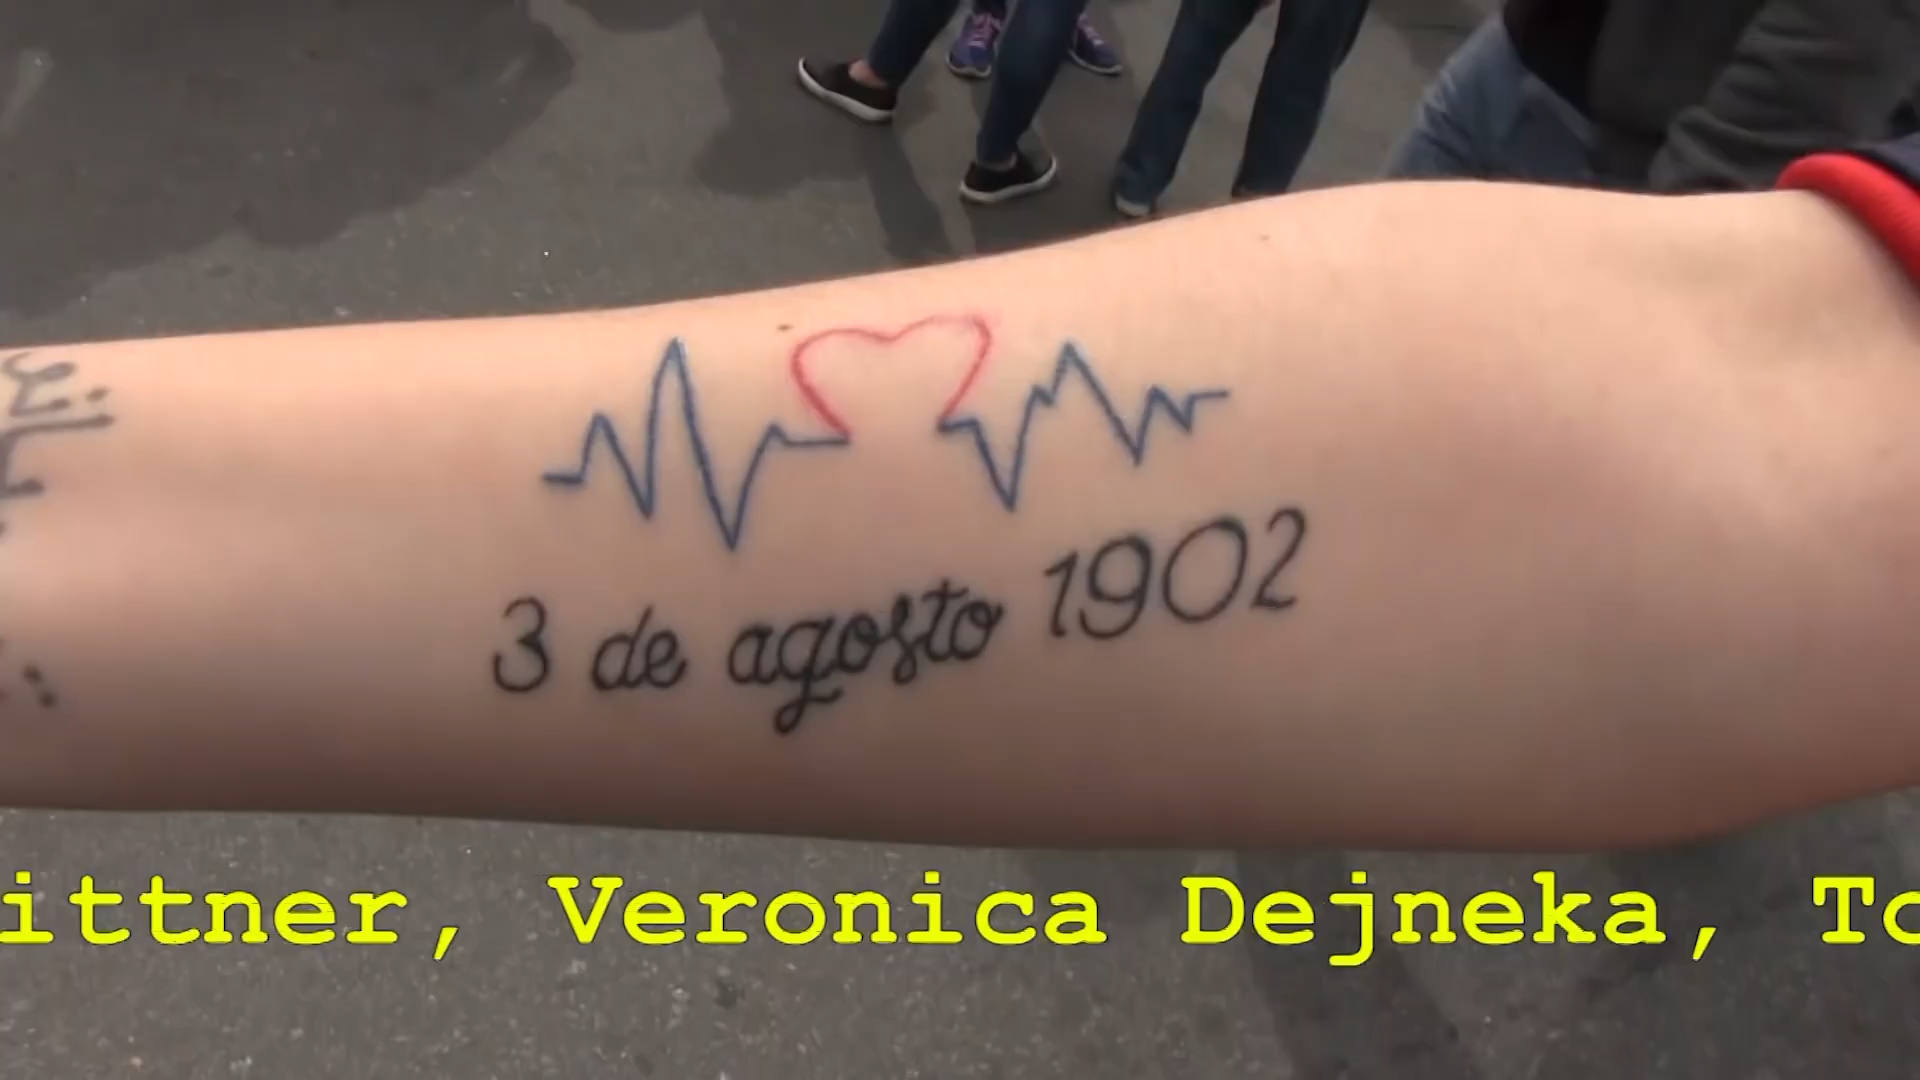 3 de agosto 1902
ittner, Veronica Dejneka, To